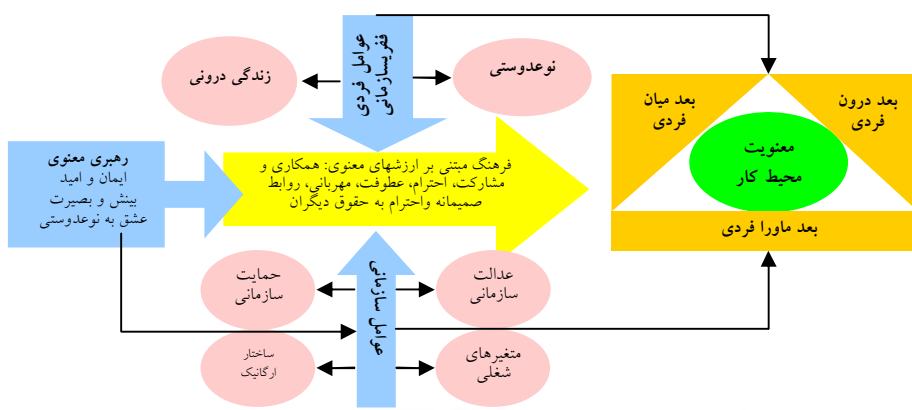 عوامل فردی
سازمانی
نوعدوستی
زندگی درونی
بعد درون
فردی
بعد میان
فردی
معنویت
محیط کار
بعد ماورا فردی
رهبری معنوی
ایمان و امید
بینش و بصیرت
عشق به نوعدوستی
فرهنگ مبتنی بر ارزشهای معنوی: همکاری و
مشارکت، احترام، عطوفت، مهربانی، روابط
صمیمانه واحترام به حقوق دیگران
عوامل سازمانی
عدالت
سازمانی
حمایت
سازمانی
متغیرهای
شغلی
ساختار
ارگانیک